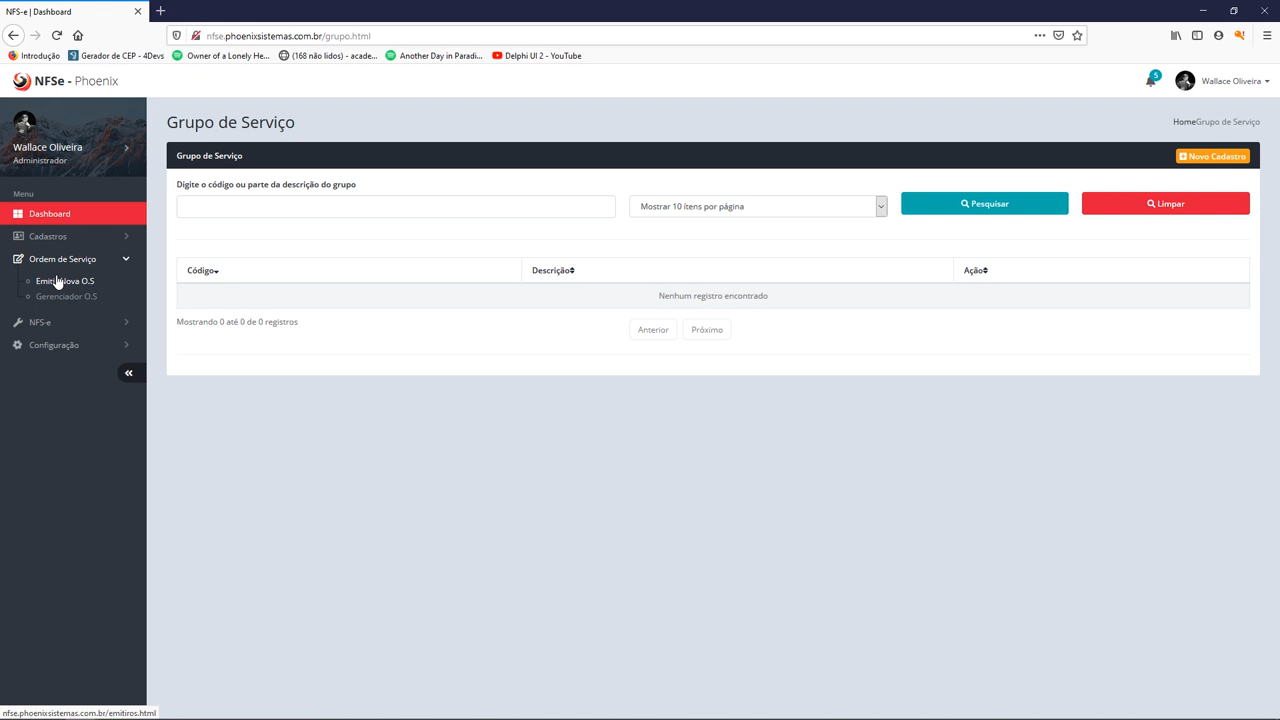 NFS-e | Dashboard
nfse.phoenixsistemas.com.br/grupo.html
Introdução
Gerador de CEP - 4Devs
Owner of a Lonely He...
(168 não lidos) - acade...
Another Day in Paradi...
Delphi UI 2 - YouTube
NFSe - Phoenix
5
Wallace Oliveira
Wallace Oliveira
Administrador
Menu
Dashboard
Cadastros
Ordem de Serviço
Emitir Nova O.S
Gerenciador O.S
NFS-e
Configuração
Grupo de Serviço
HomeGrupo de Serviço
Grupo de Serviço
Novo Cadastro
Digite o código ou parte da descrição do grupo
Mostrar 10 ítens por página
Pesquisar
Limpar
Código
Descrição
Ação
Nenhum registro encontrado
Mostrando 0 até 0 de 0 registros
Anterior
Próximo
nfse.phoenixsistemas.com.br/emitiros.html